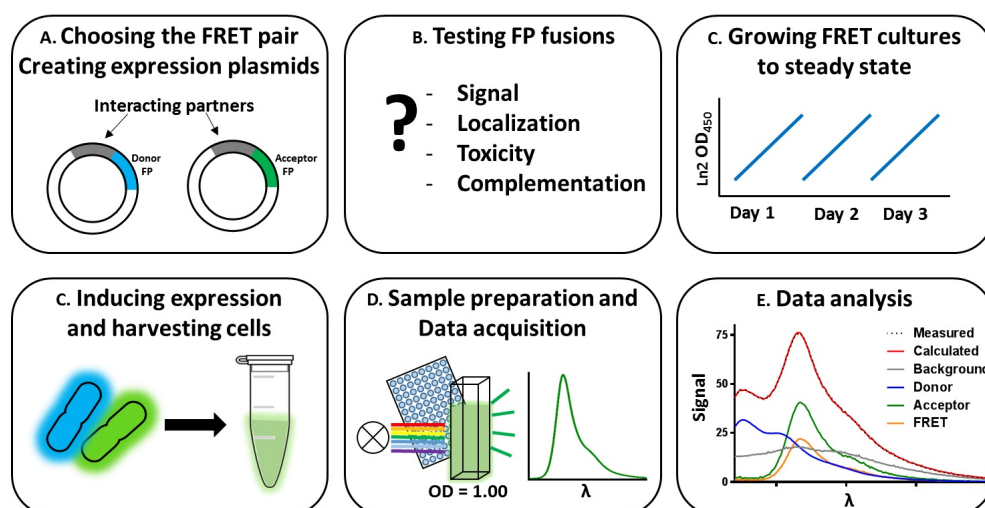 A. Choosing the FRET pair
Creating expression plasmids
Interacting partners
Donor
FP
Acceptor
FP
B. Testing FP fusions
?
- Signal
- Localization
- Toxicity
- Complementation
C. Growing FRET cultures
to steady state
Ln2 OD450
Day 1 Day 2 Day 3
C. Inducing expression
and harvesting cells
D. Sample preparation and
Data acquisition
OD = 1.00
λ
E. Data analysis
Signal
75
50
25
0
Measured
Calculated
Background
Donor
Acceptor
FRET
λ